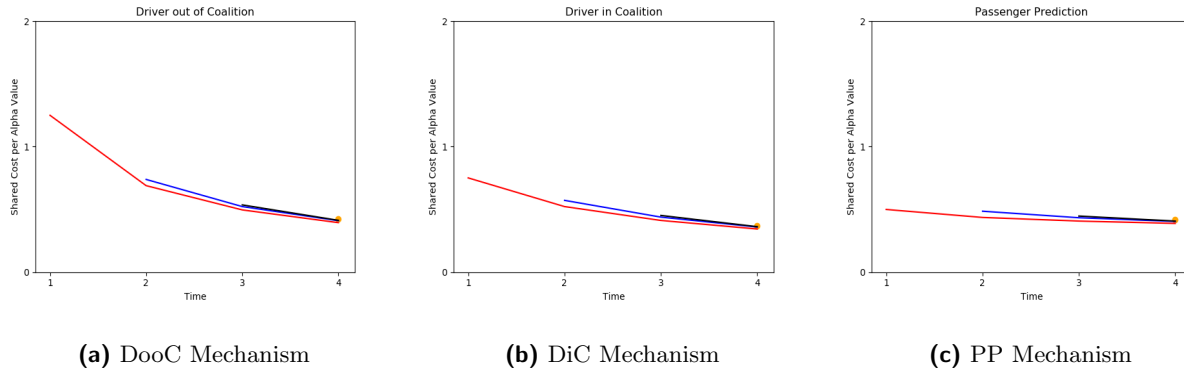 Driver out of Coalition
2
1
0
Shared Cost per Alpha Value
1 2 3 4
Time
(a) DooC Mechanism
Driver in Coalition
2
1
0
Shared Cost per Alpha Value
1 2 3 4
Time
(b) DiC Mechanism
Passenger Prediction
2
1
0
Shared Cost per Alpha Value
1 2 3 4
Time
(c) PP Mechanism